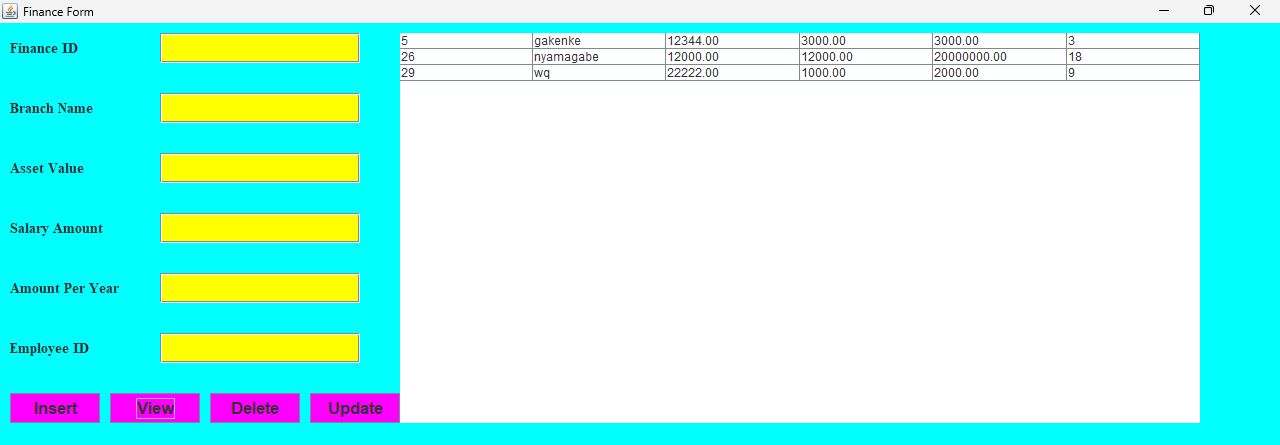 Finance Form
Finance ID
Branch Name
Asset Value
Salary Amount
Amount Per Year
Employee ID
Insert View Delete Update
5 gakenke 12344.00 3000.00 3000.00 3
26 nyamagabe 12000.00 12000.00 20000000.00 18
29 wq 22222.00 1000.00 2000.00 9